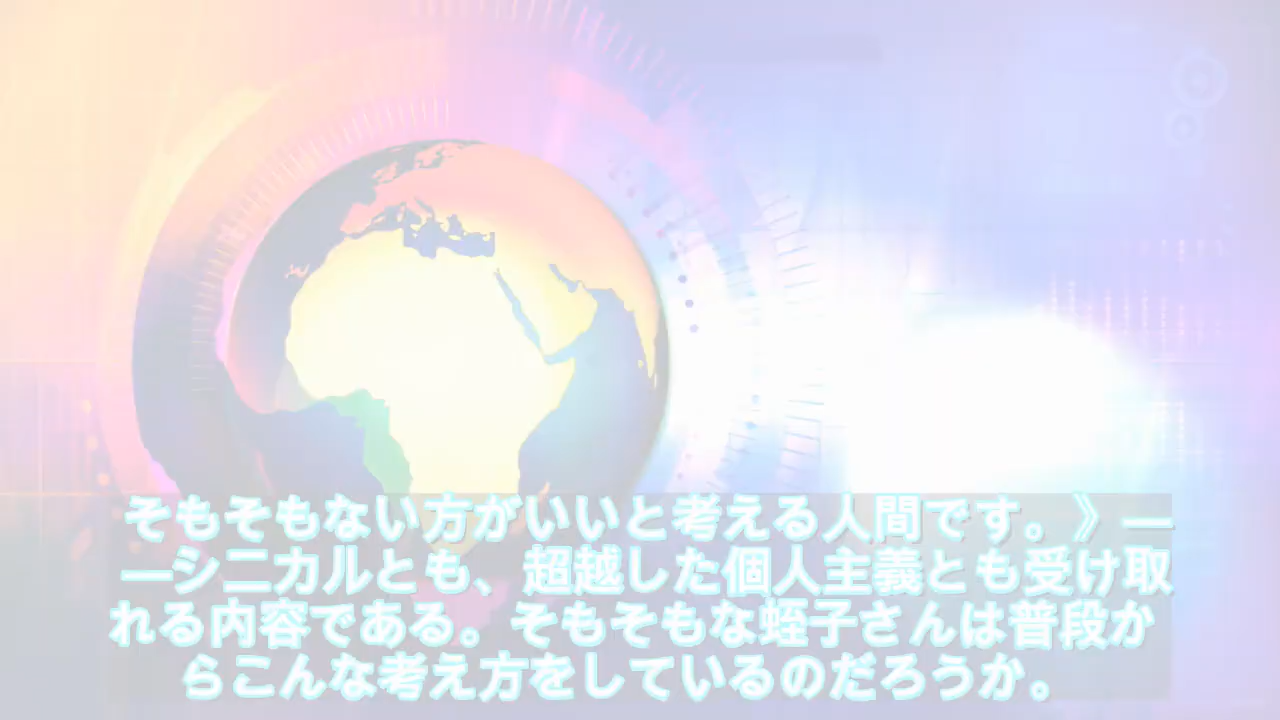 そもそもない方がいいと考える人間です。》—
—シニカルとも、超越した個人主義とも受け取
れる内容である。そもそもな蛭子さんは普段か
らこんな考え方をしているのだろうか。